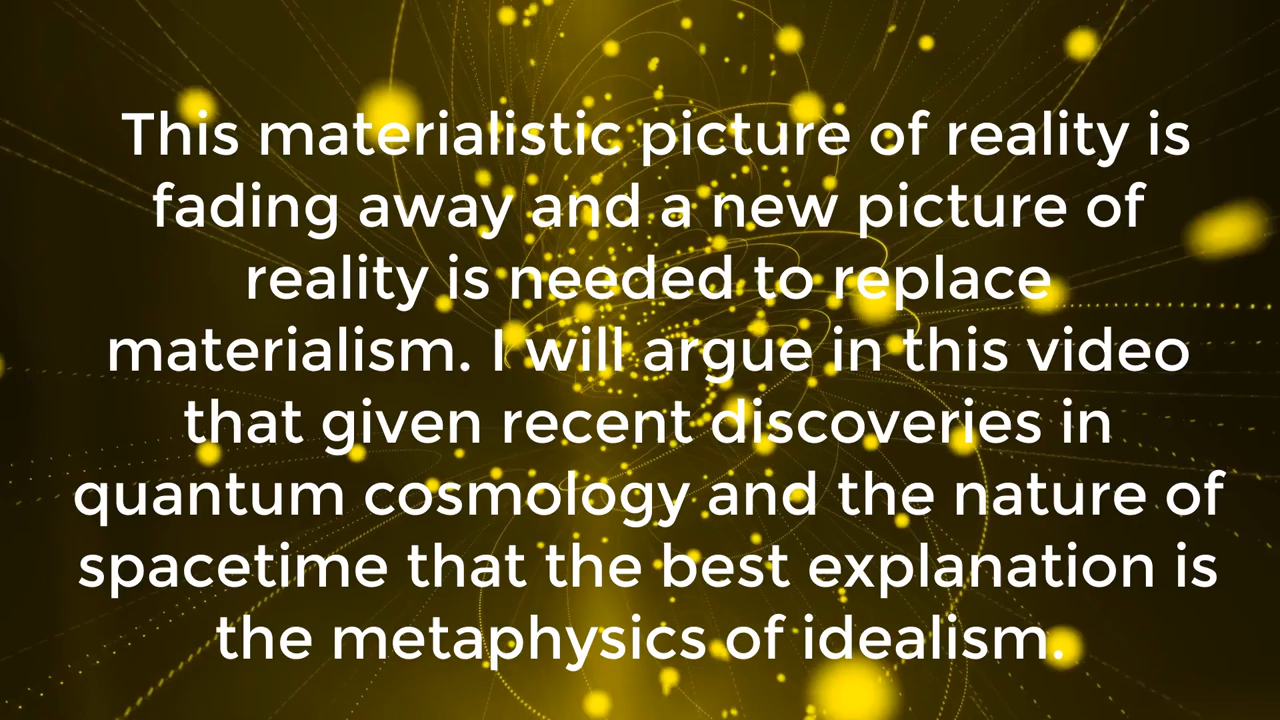 This materialistic picture of reality is
fading away and a new picture of
reality is needed to replace
materialism. I will argue in this video
that given recent discoveries in
quantum cosmology and the nature of
spacetime that the best explanation is
the metaphysics of idealism.